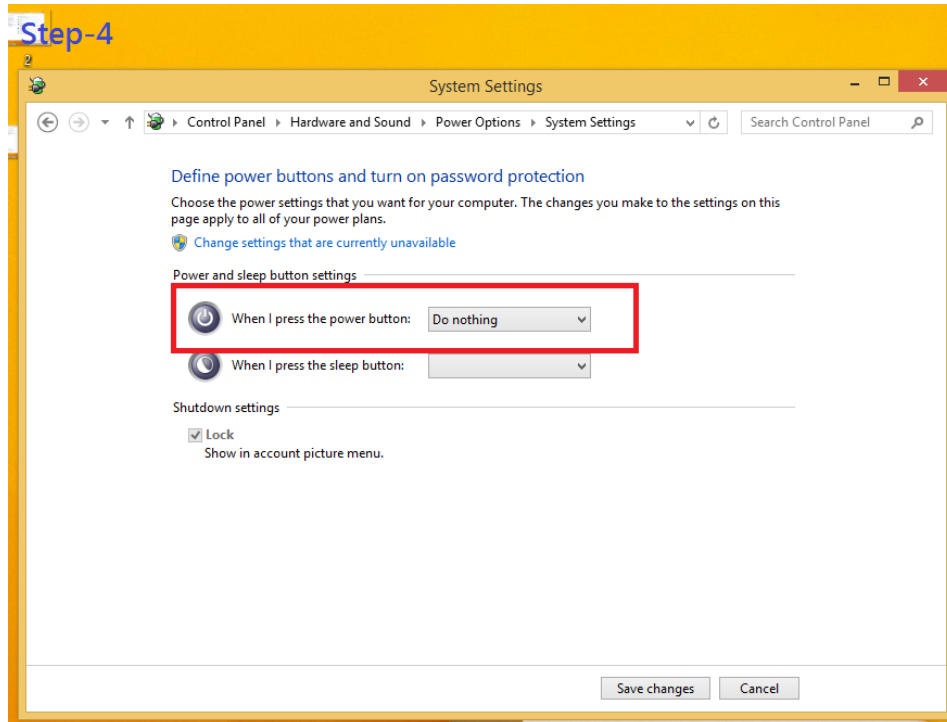 Step-4
2
System Settings
Control Panel Hardware and Sound Power Options System Settings Search Control Panel
Define power buttons and turn on password protection
Choose the power settings that you want for your computer. The changes you make to the settings on this
page apply to all of your power plans.
Change settings that are currently unavailable
Power and sleep button settings
When I press the power button: Do nothing
When I press the sleep button:
Shutdown settings
Lock
Show in account picture menu.
Save changes Cancel